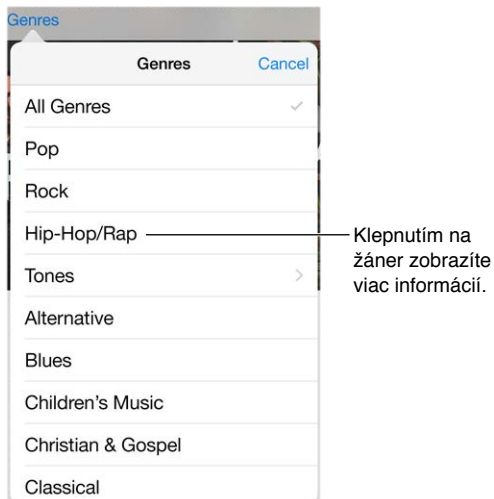 Genres
Genres Cancel
All Genres
Pop
Rock
Hip-Hop/Rap
Klepnutím na
žáner zobrazíte
viac informácií.
Tones
Alternative
Blues
Children's Music
Christian & Gospel
Classical